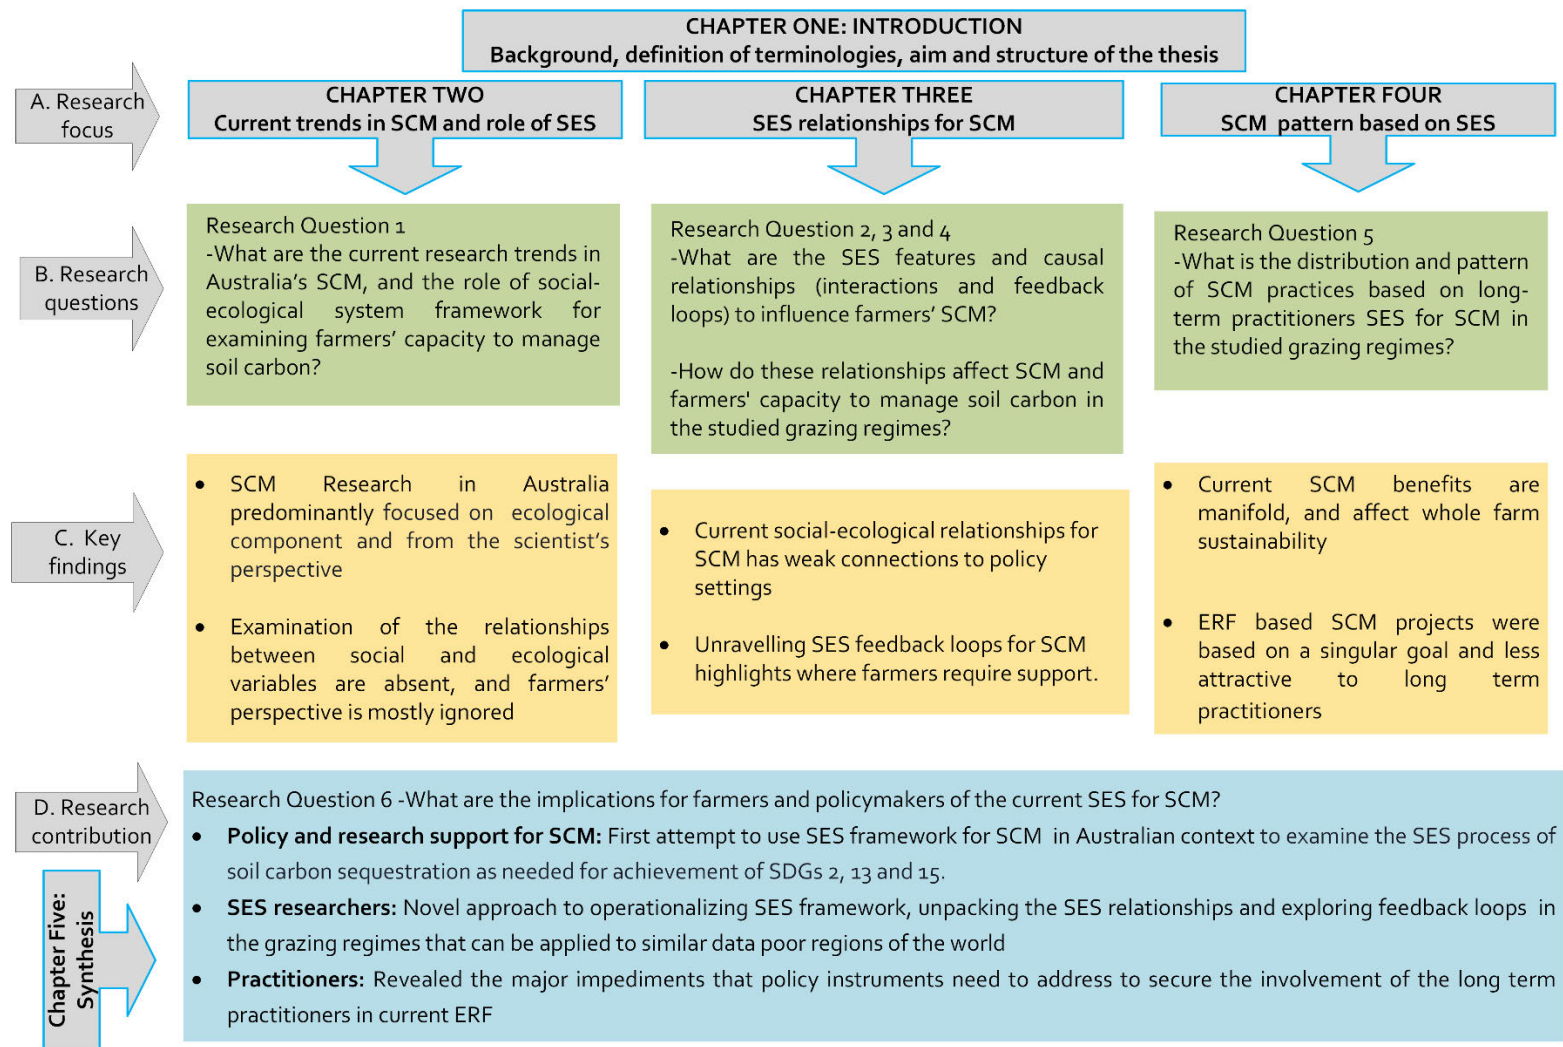 CHAPTER ONE: INTRODUCTION
Background, definition of terminologies, aim and structure of the thesis
A. Research
focus
CHAPTER TWO
Current trends in SCM and role of SES
CHAPTER THREE
SES relationships for SCM
CHAPTER FOUR
SCM pattern based on SES
B. Research
questions
Research Question 1
-What are the current research trends in
Australia's SCM, and the role of social-
ecological system framework for
examining farmers' capacity to manage
soil carbon?
Research Question 2, 3 and 4
-What are the SES features and causal
relationships (interactions and feedback
loops) to influence farmers' SCM?
-How do these relationships affect SCM and
farmers' capacity to manage soil carbon in
the studied grazing regimes?
Research Question 5
-What is the distribution and pattern
of SCM practices based on long-
term practitioners SES for SCM in
the studied grazing regimes?
C. Key
findings
• SCM Research in Australia
predominantly focused on ecological
component and from the scientist's
perspective
• Examination of the relationships
between social and ecological
variables are absent, and farmers'
perspective is mostly ignored
• Current social-ecological relationships for
SCM has weak connections to policy
settings
• Unravelling SES feedback loops for SCM
highlights where farmers require support.
• Current SCM benefits are
manifold, and affect whole farm
sustainability
• ERF based SCM projects were
based on a singular goal and less
attractive to long term
practitioners
D. Research
contribution
Chapter Five:
Synthesis
Research Question 6 -What are the implications for farmers and policymakers of the current SES for SCM?
• Policy and research support for SCM: First attempt to use SES framework for SCM in Australian context to examine the SES process of
soil carbon sequestration as needed for achievement of SDGs 2, 13 and 15.
• SES researchers: Novel approach to operationalizing SES framework, unpacking the SES relationships and exploring feedback loops in
the grazing regimes that can be applied to similar data poor regions of the world
• Practitioners: Revealed the major impediments that policy instruments need to address to secure the involvement of the long term
practitioners in current ERF